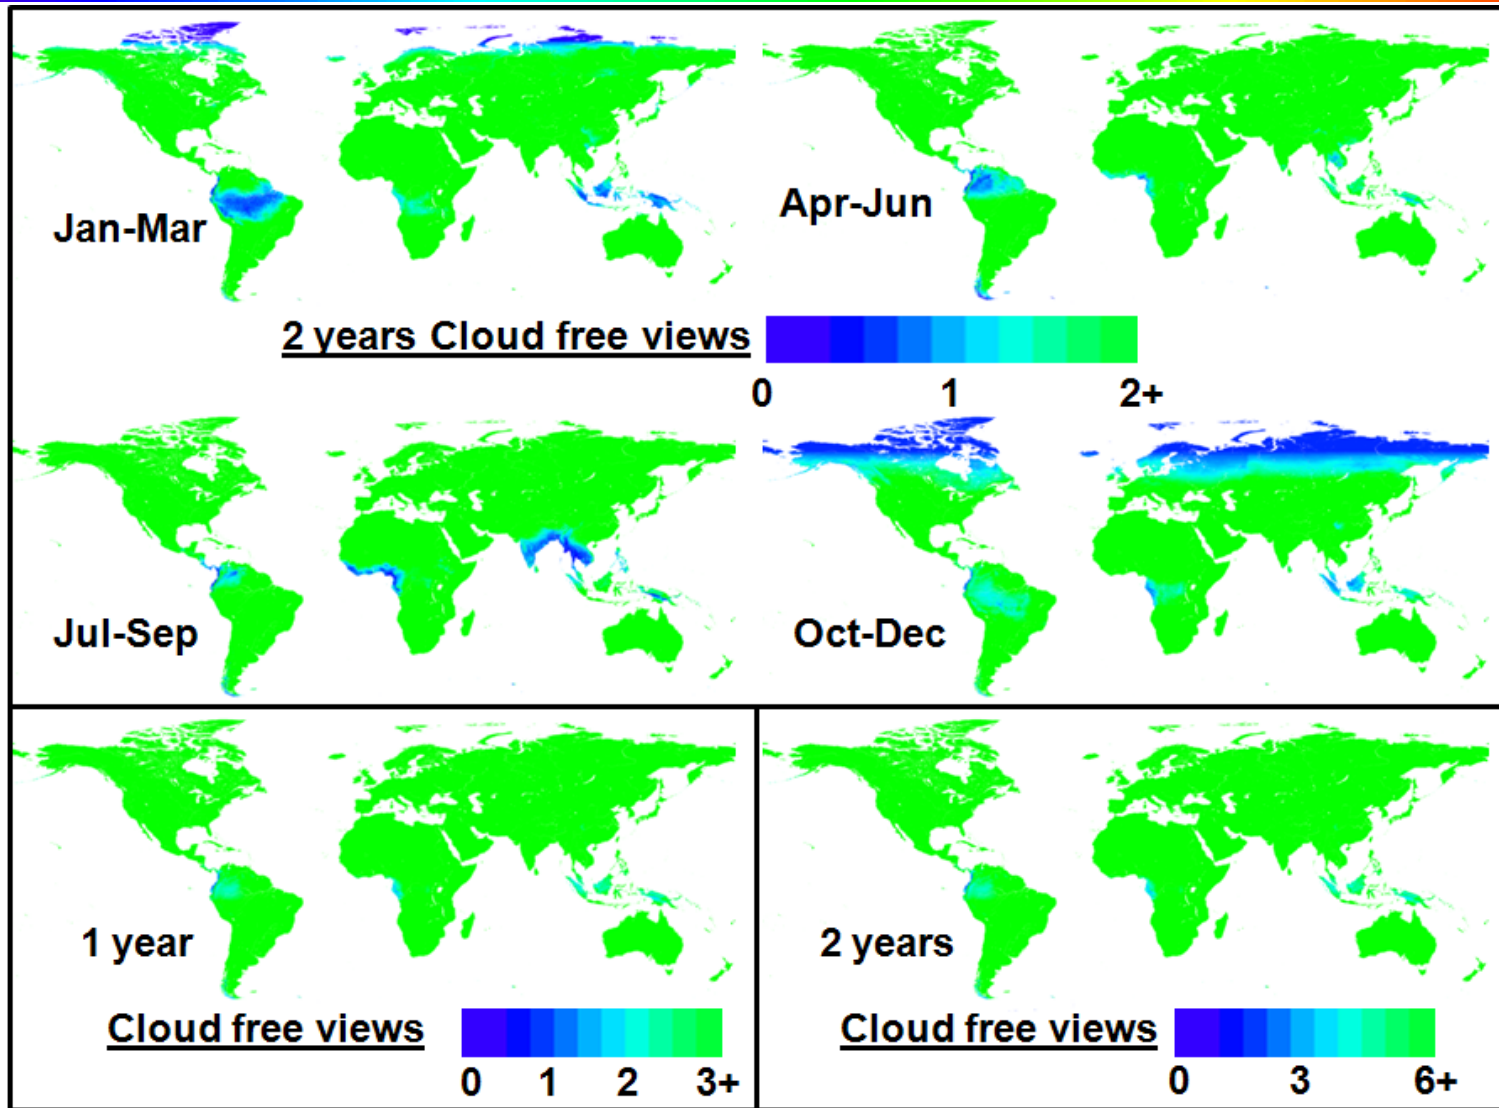 Jan-Mar
Apr-Jun
2 years Cloud free views
0 1 2+
Jul-Sep
Oct-Dec
1 year
Cloud free views
0 1 2 3+
2 years
Cloud free views
0 3 6+